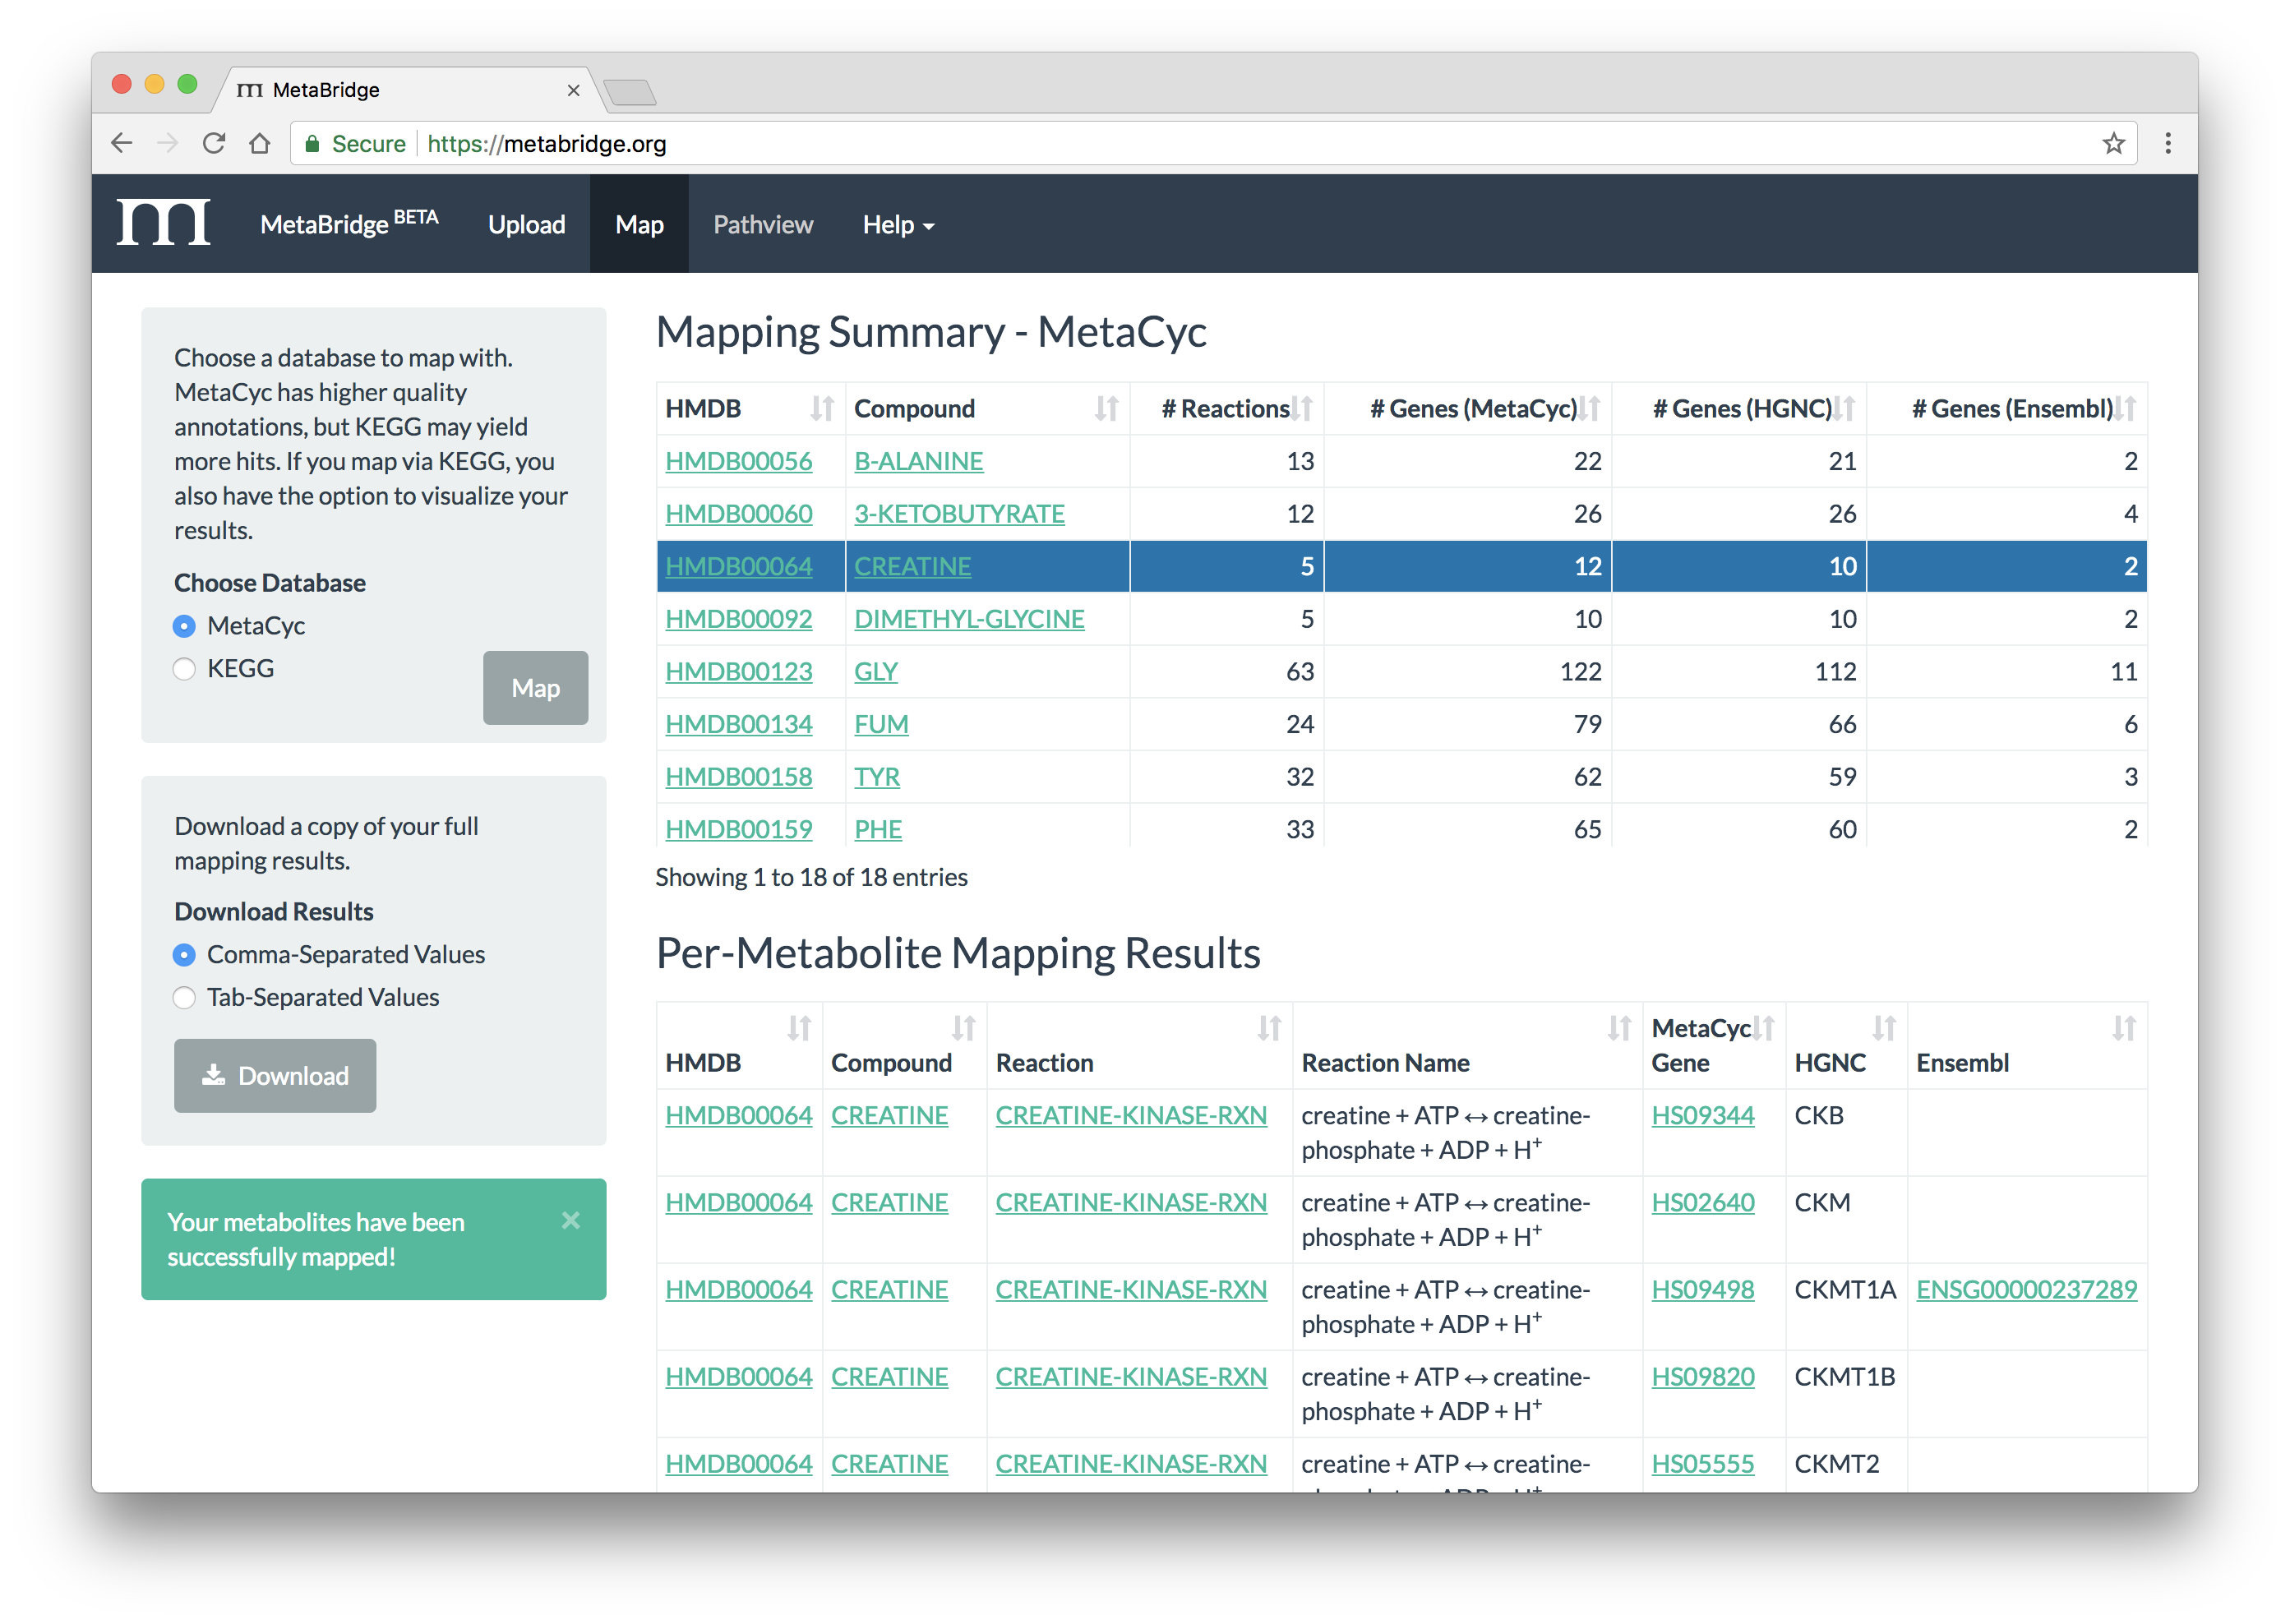 MetaBridge
Secure https://metabridge.org
m MetaBridge BETA Upload Map Pathview Help
Choose a database to map with.
MetaCyc has higher quality
annotations, but KEGG may yield
more hits. If you map via KEGG, you
also have the option to visualize your
results.
Choose Database
MetaCyc
KEGG
Map
Download a copy of your full
mapping results.
Download Results
Comma-Separated Values
Tab-Separated Values
Download
Your metabolites have been
successfully mapped!
Mapping Summary - MetaCyc
HMDB Compound # Reactions # Genes (MetaCyc) # Genes (HGNC) # Genes (Ensembl)
HMDB00056 B-ALANINE 13 22 21 2
HMDB00060 3-KETOBUTYRATE 12 26 26 4
HMDB00064 CREATINE 5 12 10 2
HMDB00092 DIMETHYL-GLYCINE 5 10 10 2
HMDB00123 GLY 63 122 112 11
HMDB00134 FUM 24 79 66 6
HMDB00158 TYR 32 62 59 3
HMDB00159 PHE 33 65 60 2
Showing 1 to 18 of 18 entries
Per-Metabolite Mapping Results
MetaCyc
HMDB Compound Reaction Reaction Name Gene HGNC Ensembl
HMDB00064 CREATINE CREATINE-KINASE-RXN creatine + ATP ↔ creatine- HS09344 CKB
phosphate + ADP + H⁺
HMDB00064 CREATINE CREATINE-KINASE-RXN creatine + ATP ↔ creatine- HS02640 CKM
phosphate + ADP + H⁺
HMDB00064 CREATINE CREATINE-KINASE-RXN creatine + ATP ↔ creatine- HS09498 CKMT1A ENSG00000237289
phosphate + ADP + H⁺
HMDB00064 CREATINE CREATINE-KINASE-RXN creatine + ATP ↔ creatine- HS09820 CKMT1B
phosphate + ADP + H⁺
HMDB00064 CREATINE CREATINE-KINASE-RXN creatine + ATP ↔ creatine- HS05555 CKMT2